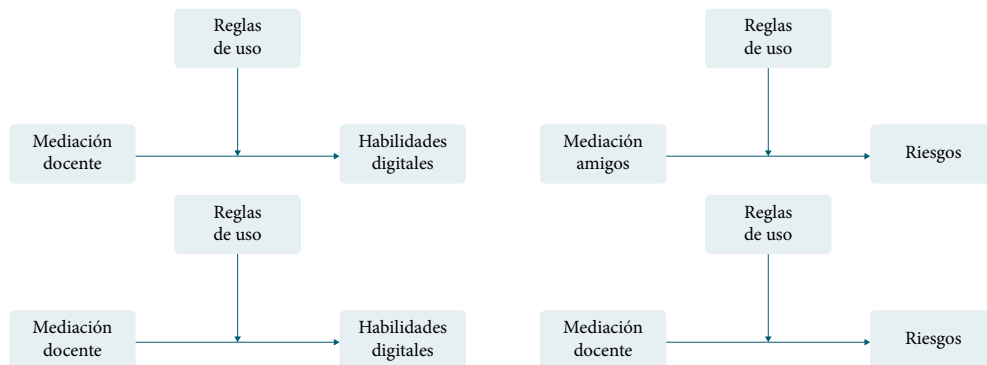 Reglas
de uso
Reglas
de uso
Mediación
docente
Habilidades
digitales
Mediación
amigos
Riesgos
Reglas
de uso
Reglas
de uso
Mediación
docente
Habilidades
digitales
Mediación
docente
Riesgos